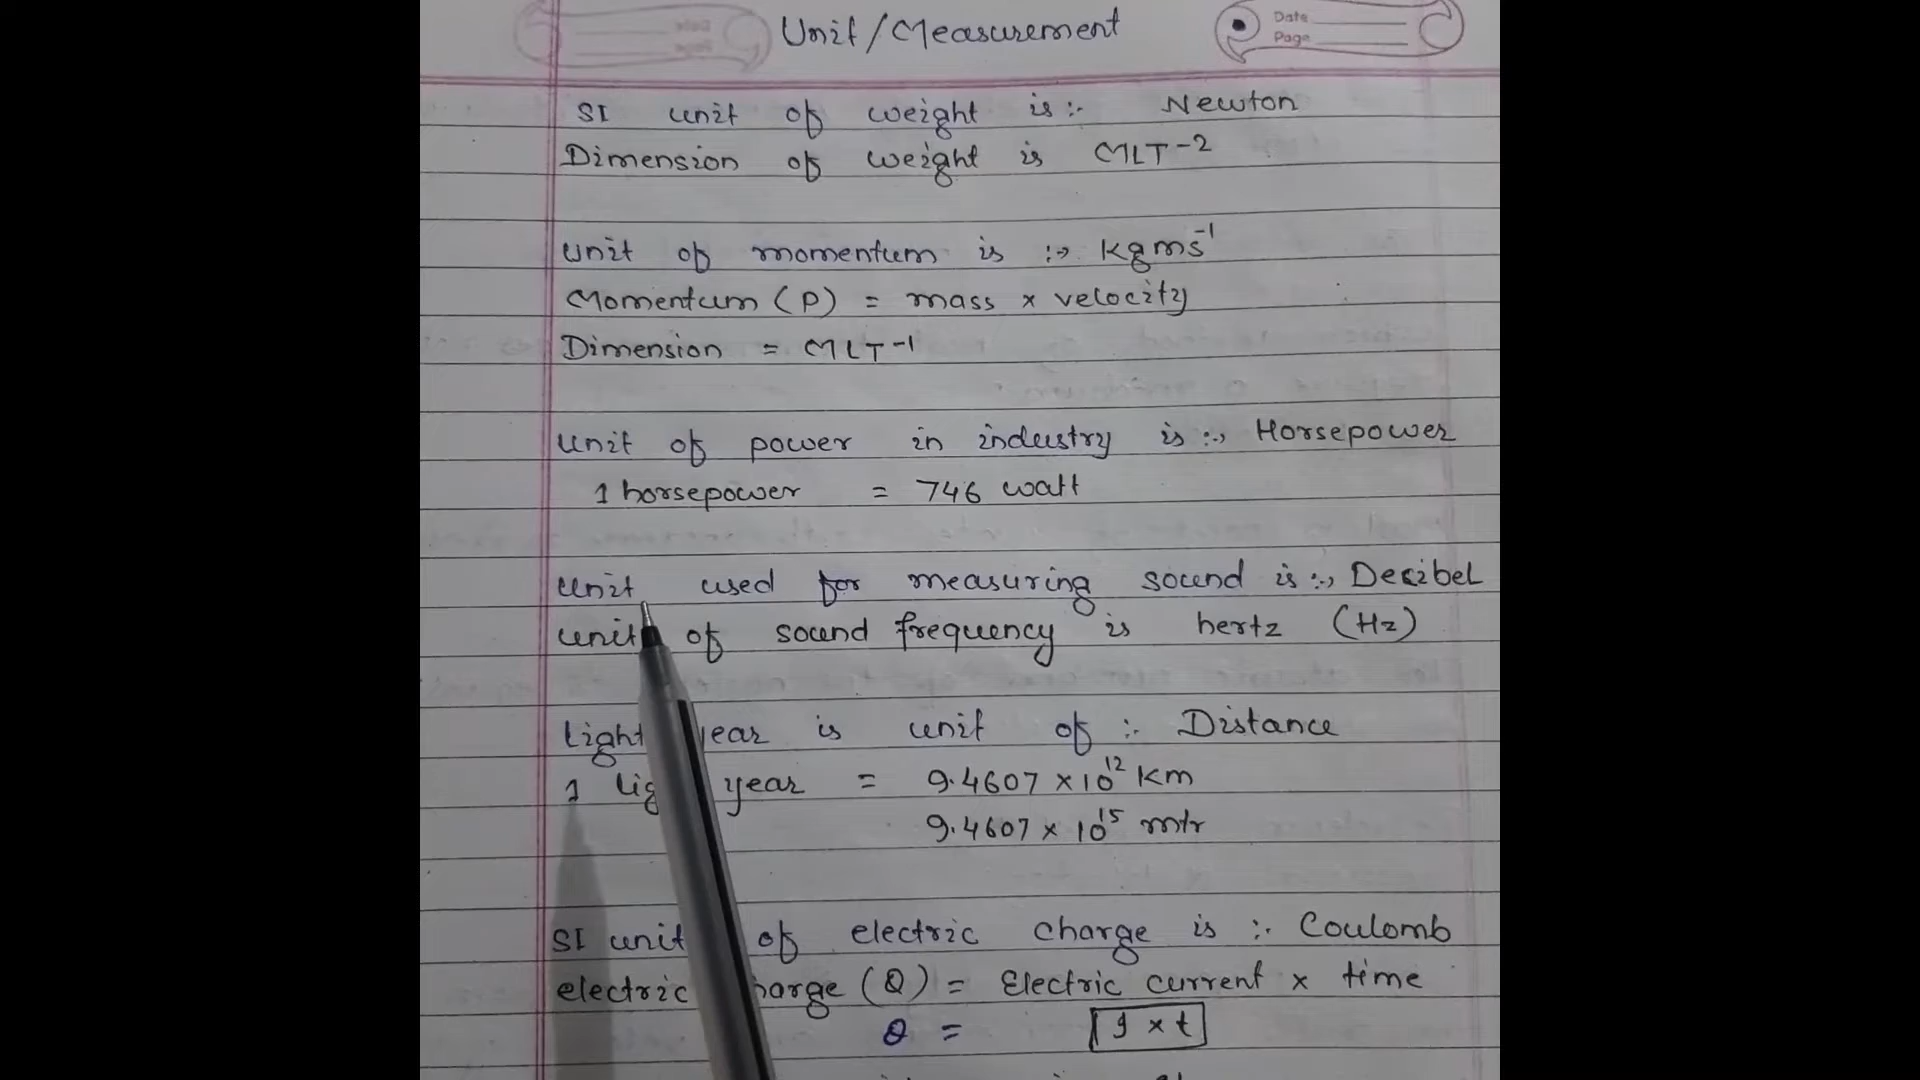 Unit/Measurement
Date
Page
SI unit of weight is :- Newton
Dimension of weight is MLT-2
Unit of momentum is :→ kgms⁻¹
Momentum (P) = mass x velocity
Dimension = MLT-1
Unit of power in industry is :→ Horsepower
1 horsepower = 746 watt
Unit used for measuring sound is :→ Decibel
unit of sound frequency is hertz (Hz)
Light year is unit of :- Distance
1 lig year = 9.4607 x 10¹² Km
9.4607 x 10¹⁵ mtr
SI unit of electric charge is :- Coulomb
electric harge (Q) = Electric current x time
Q = I x t